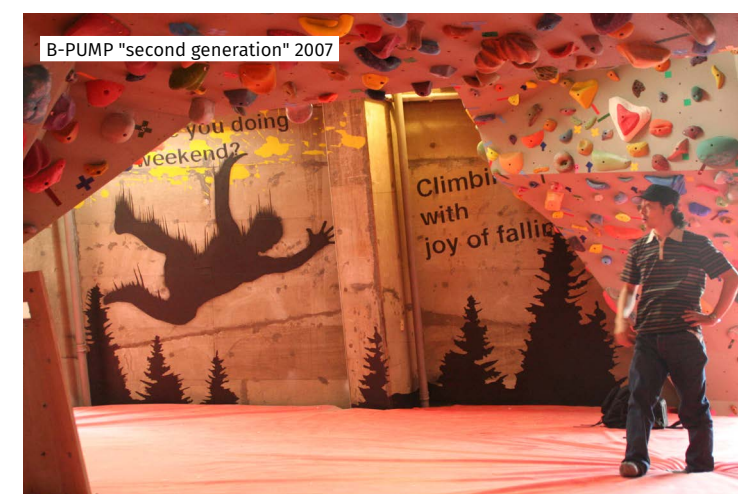 B-PUMP "second generation" 2007
you doing
weekend?
Climbi
with
joy of fallin